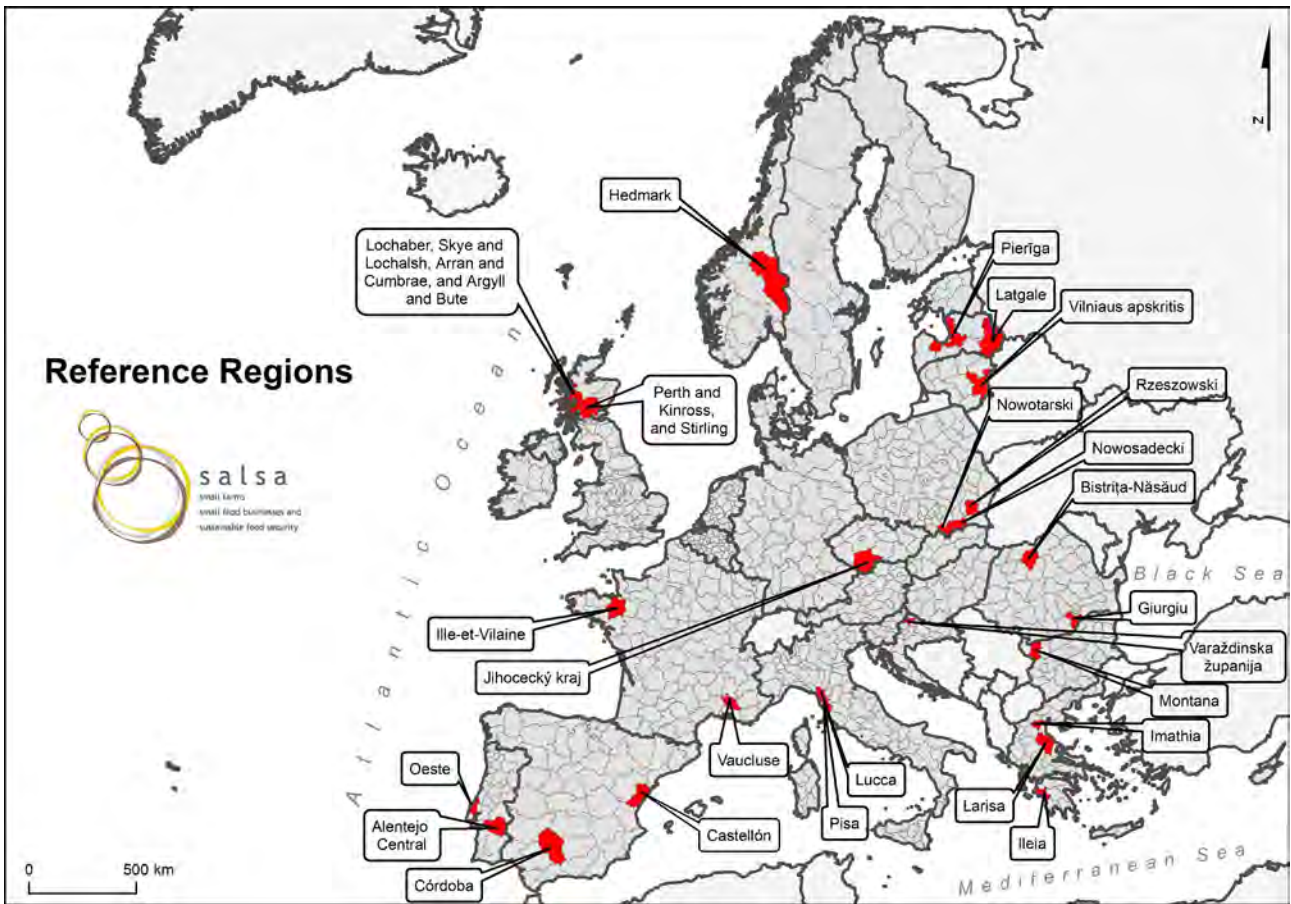 Hedmark
Lochaber, Skye and
Lochalsh, Arran and
Cumbrae, and Argyll
and Bute
Pierīga
Latgale
Vilniaus apskritis
Reference Regions
Perth and
Kinross,
and Stirling
Rzeszowski
Nowotarski
Nowosadecki
Bistrița-Năsăud
salsa
small farms
small food businesses and
sustainable food security
Atlantic Ocean
Black Sea
Ille-et-Vilaine
Giurgiu
Jihocecký kraj
Varaždinska
županija
Montana
Imathia
Vaucluse
Lucca
Oeste
Larisa
Pisa
Alentejo
Central
Castellón
Ileia
Córdoba
Mediterranean Sea
0 500 km
N